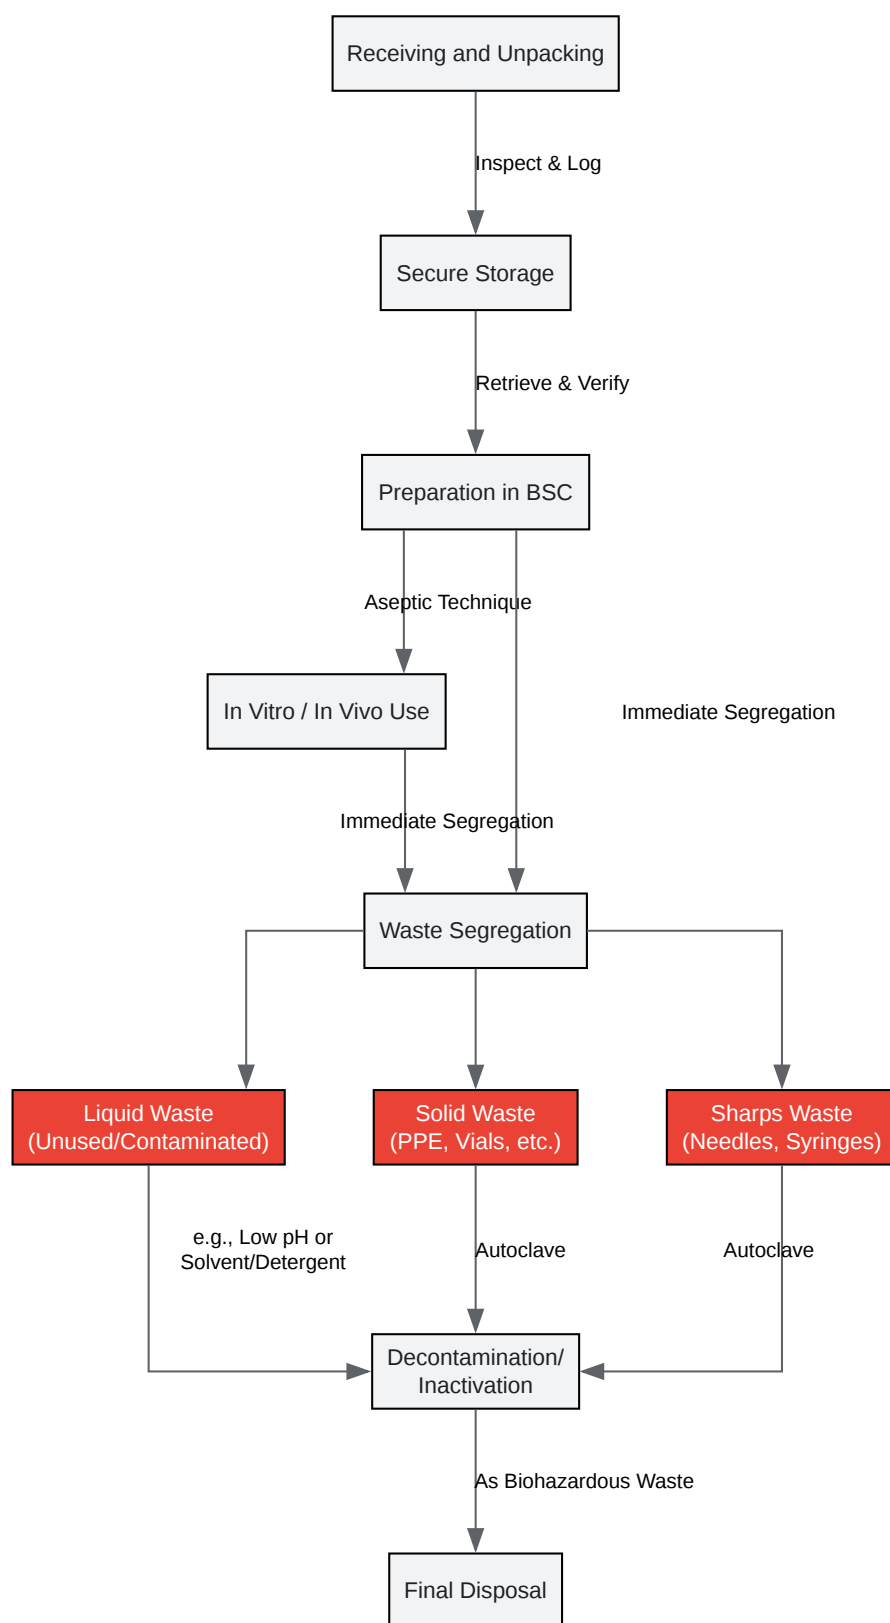 Receiving and Unpacking
Inspect & Log
Secure Storage
Retrieve & Verify
Preparation in BSC
Aseptic Technique
In Vitro / In Vivo Use
Immediate Segregation
Immediate Segregation
Waste Segregation
Liquid Waste
(Unused/Contaminated)
Solid Waste
(PPE, Vials, etc.)
Sharps Waste
(Needles, Syringes)
e.g., Low pH or
Solvent/Detergent
Autoclave
Autoclave
Decontamination/
Inactivation
As Biohazardous Waste
Final Disposal